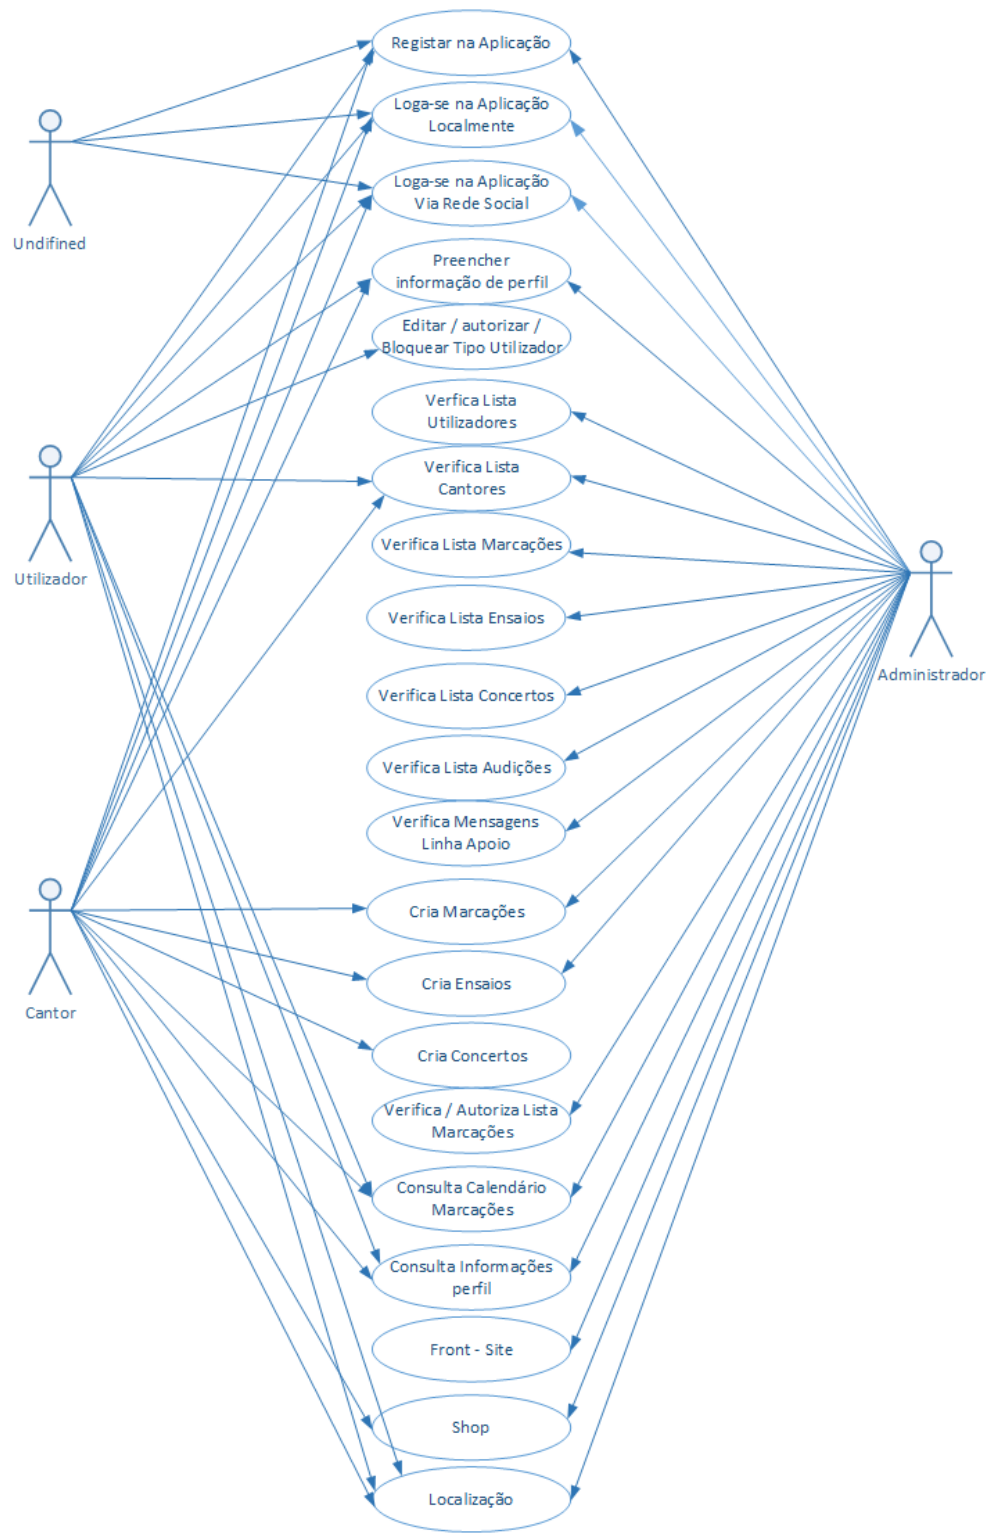 Registar na Aplicação
Loga-se na Aplicação
Localmente
Loga-se na Aplicação
Via Rede Social
Undifined
Preencher
informação de perfil
Editar / autorizar /
Bloquear Tipo Utilizador
Verfica Lista
Utilizadores
Verifica Lista
Cantores
Utilizador
Verifica Lista Marcações
Verifica Lista Ensaios
Administrador
Verifica Lista Concertos
Verifica Lista Audições
Verifica Mensagens
Linha Apoio
Cria Marcações
Cria Ensaios
Cantor
Cria Concertos
Verifica / Autoriza Lista
Marcações
Consulta Calendário
Marcações
Consulta Informações
perfil
Front - Site
Shop
Localização